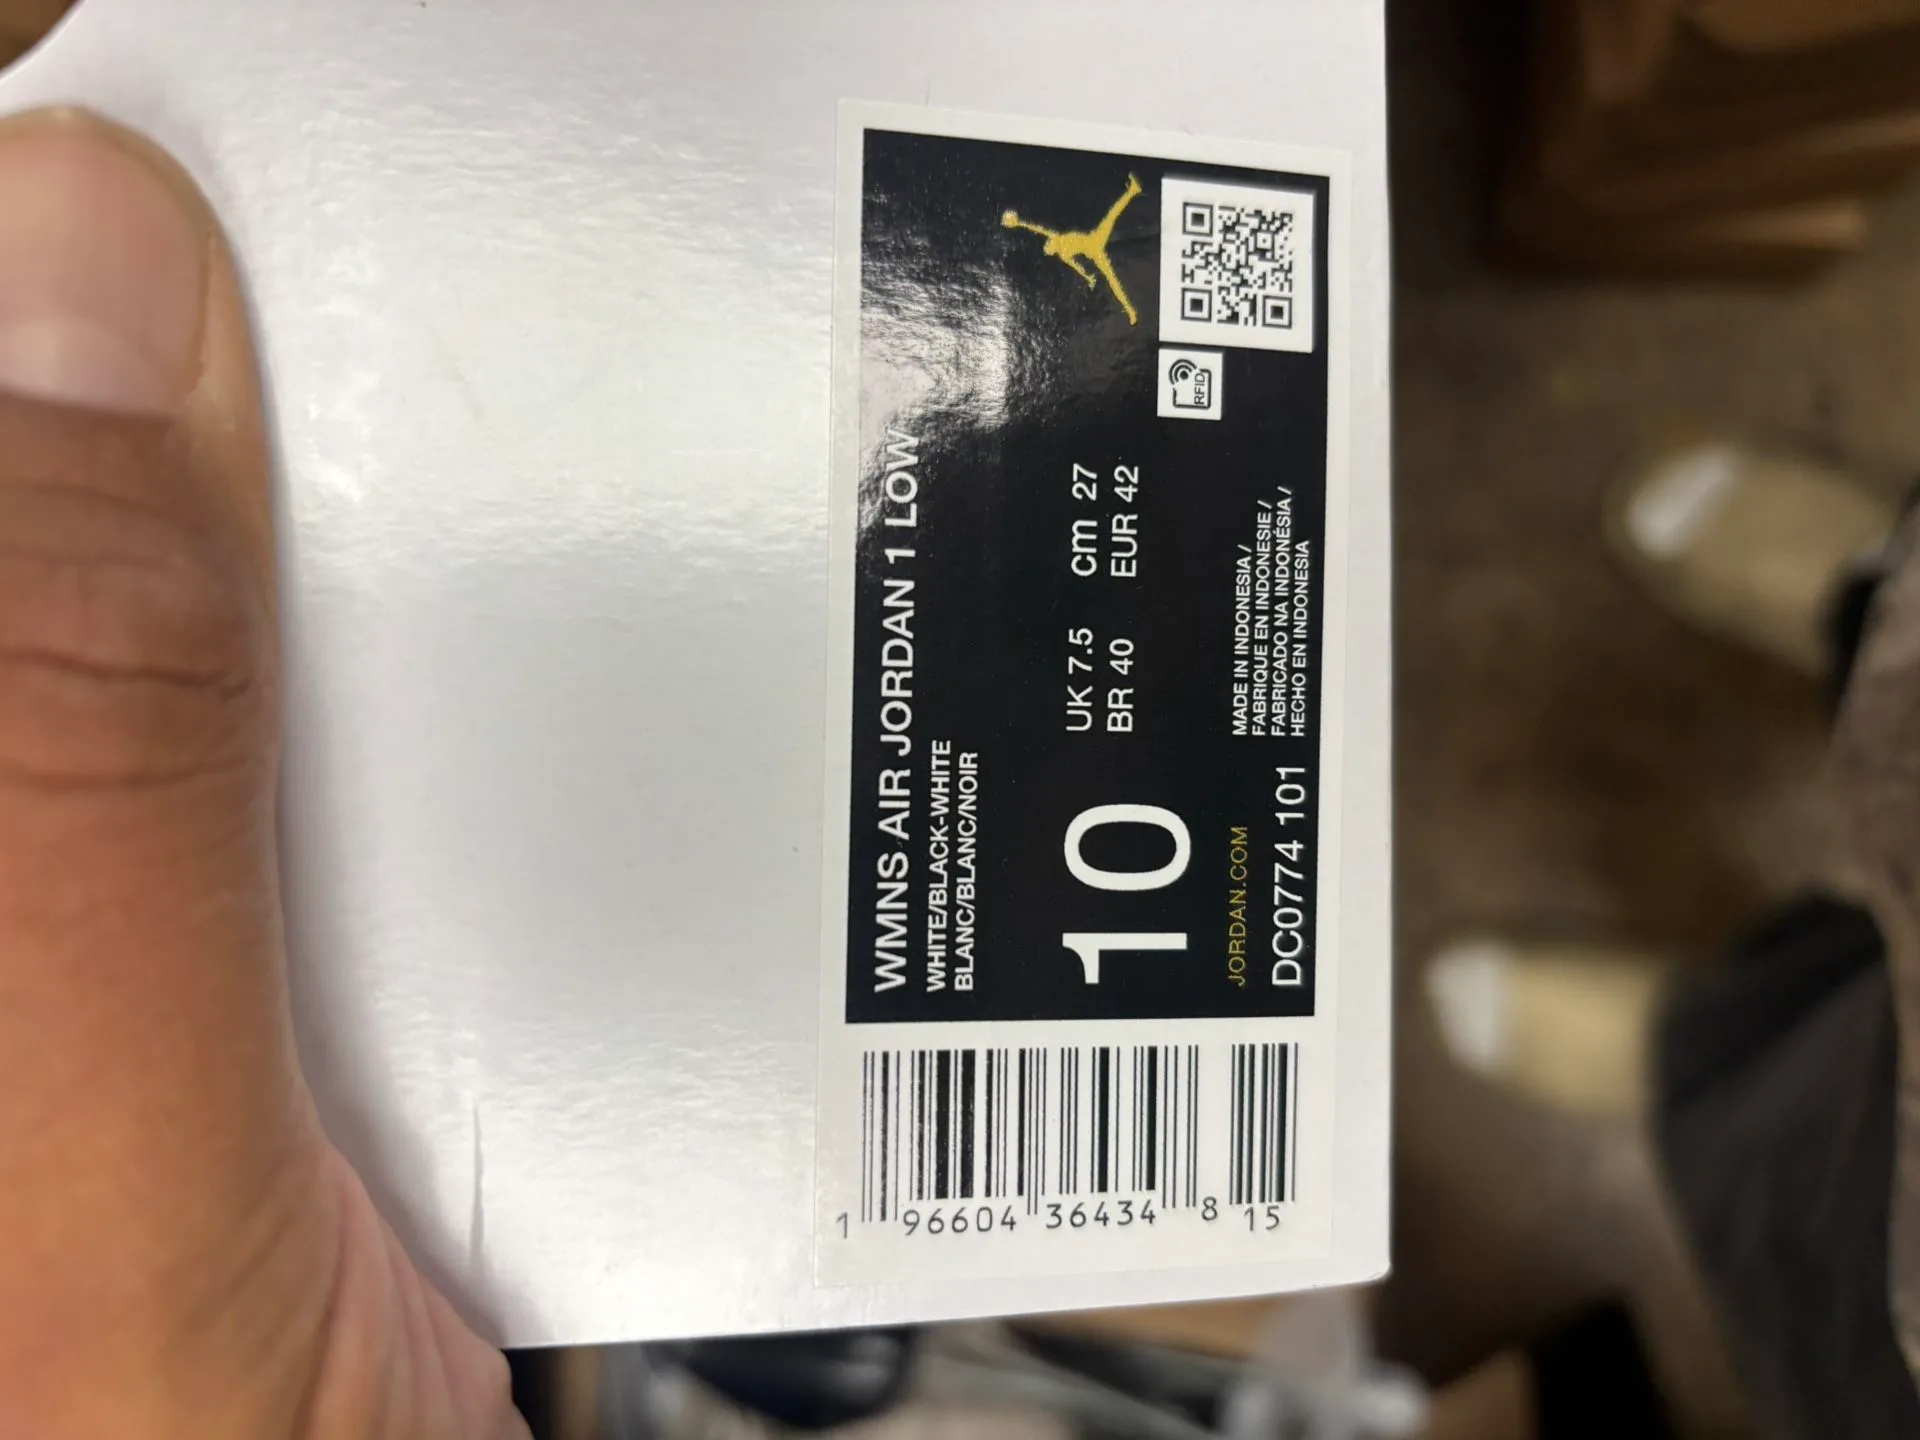 WMNS AIR JORDAN 1 LOW
WHITE/BLACK-WHITE
BLANC/BLANC/NOIR
10
UK 7.5 cm 27
BR 40 EUR 42
RFID
JORDAN.COM
DC0774 101
MADE IN INDONESIA /
FABRIQUE EN INDONESIE /
FABRICADO NA INDONÉSIA /
HECHO EN INDONESIA
1 96604 36434 8 15